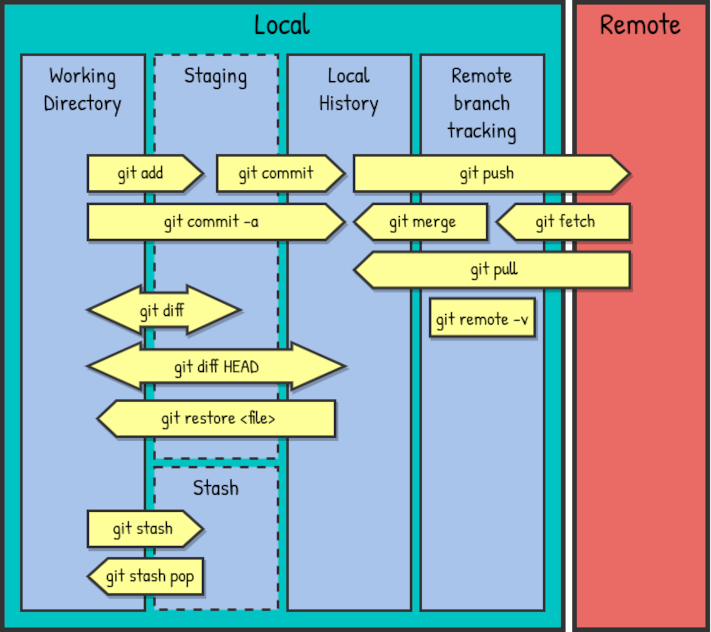 Local
Remote
Working
Directory
Staging
Local
History
Remote
branch
tracking
git add
git commit
git push
git commit -a
git merge
git fetch
git pull
git diff
git remote -v
git diff HEAD
git restore <file>
Stash
git stash
git stash pop